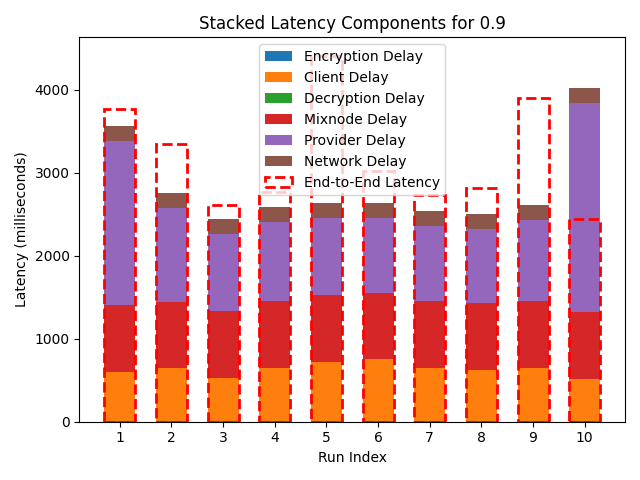 Stacked Latency Components for 0.9
Encryption Delay
Client Delay
Decryption Delay
Mixnode Delay
Provider Delay
Network Delay
End-to-End Latency
Latency (milliseconds)
4000
3000
2000
1000
0
1 2 3 4 5 6 7 8 9 10
Run Index